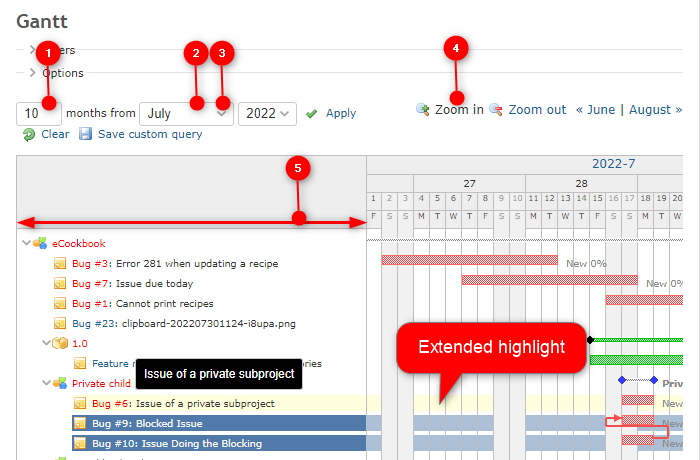 Gantt
1 2 3
4
Options
10 months from July 2022 Apply Zoom in Zoom out « June | August »
Clear Save custom query
5
2022-7
27 28
1 2 3 4 5 6 7 8 9 10 11 12 13 14 15 16 17 18 19 20
F S S M T W T F S S M T W T F S S M T W
eCookbook
Bug #3: Error 281 when updating a recipe New 0%
Bug #7: Issue due today New 0%
Bug #1: Cannot print recipes
Bug #23: clipboard-202207301124-i8upa.png
1.0
Extended highlight
Feature
Issue of a private subproject
Private child
Bug #6: Issue of a private subproject New
Bug #9: Blocked Issue New
Bug #10: Issue Doing the Blocking New